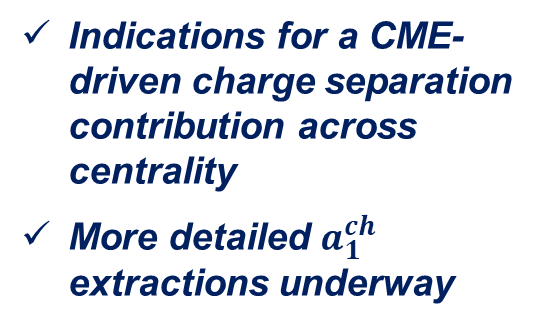 ✓ Indications for a CME-
driven charge separation
contribution across
centrality
✓ More detailed a₁ᶜʰ
extractions underway